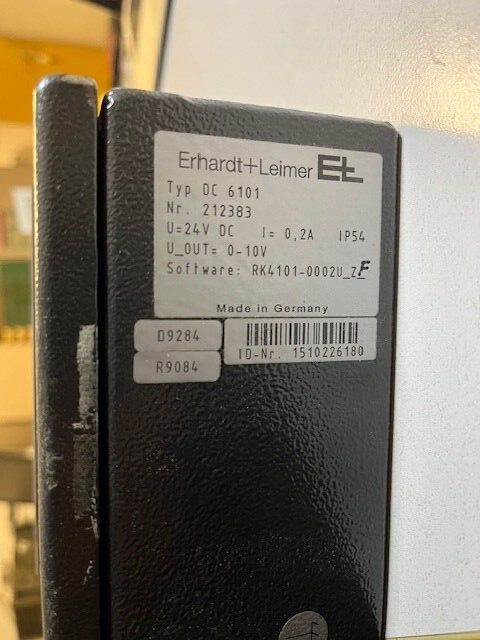 Erhardt+Leimer EL
Typ DC 6101
Nr. 212383
U=24V DC I= 0,2A IP54
U_OUT= 0-10V
Software: RK4101-0002U_ZF
Made in Germany
D9284
R9084
ID-Nr. 1510226180